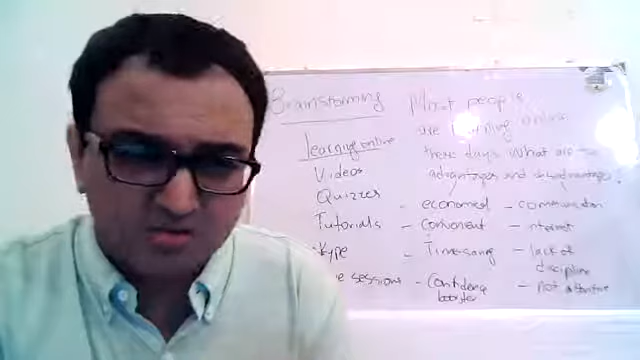 Brainstorming
learning online
Videos
Quizzes
Tutorials
Skype
sessions
Most people
are learning online
these days. What are the
advantages and disadvantages.
- economical
- convenient
- Time-saving
- Confidence
booster
- communication
- internet
- lack of
discipline
- not attentive